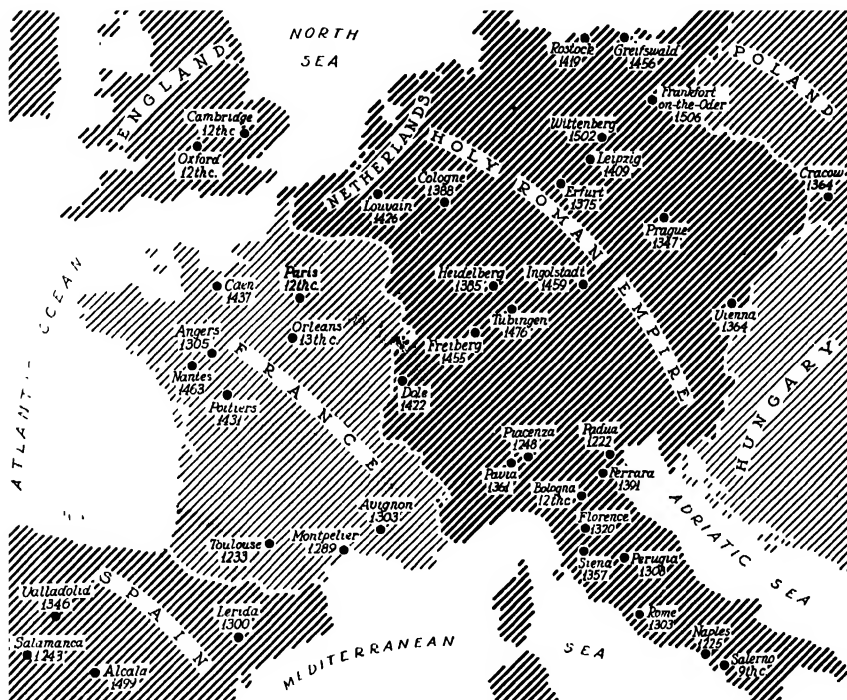 NORTH
SEA
ENGLAND
Cambridge
12th c.
Oxford
12th c.
Rostock
1419
Greifswald
1456
POLAND
Frankfort
on-the-Oder
1506
Wittenberg
1502
Leipzig
1409
Erfurt
1375
Cracow
1364
NETHERLANDS
HOLY ROMAN EMPIRE
Cologne
1388
Louvain
1426
Prague
1347
Heidelberg
1385
Ingolstadt
1459
Tübingen
1476
Freiberg
1455
Vienna
1364
HUNGARY
ATLANTIC OCEAN
Caen
1437
Paris
12th c.
Orleans
13th c.
Angers
1305
Nantes
1463
Poitiers
1431
FRANCE
Dole
1422
Piacenza
1248
Pavia
1361
Padua
1222
Ferrara
1391
Bologna
12th c.
Florence
1320
ADRIATIC SEA
Avignon
1303
Montpelier
1289
Toulouse
1233
Siena
1357
Perugia
1308
Rome
1303
Naples
1225
Salerno
9th c.
SPAIN
Valladolid
1346
Lerida
1300
Salamanca
1243
Alcala
1499
MEDITERRANEAN SEA